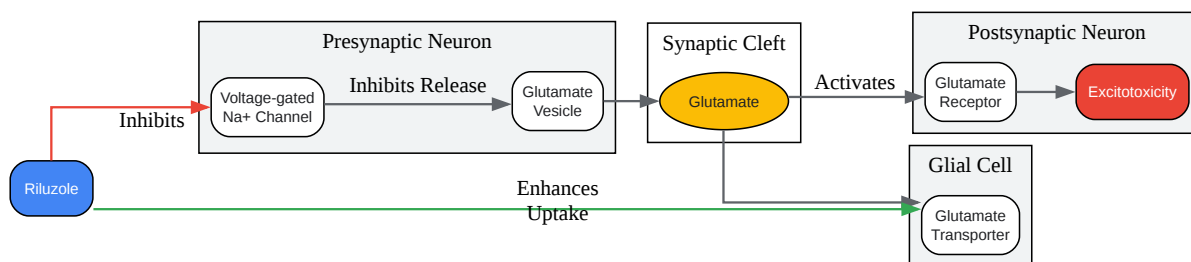 Presynaptic Neuron
Synaptic Cleft
Postsynaptic Neuron
Voltage-gated
Na+ Channel
Inhibits Release
Glutamate
Vesicle
Glutamate
Activates
Glutamate
Receptor
Excitotoxicity
Inhibits
Riluzole
Enhances
Uptake
Glial Cell
Glutamate
Transporter